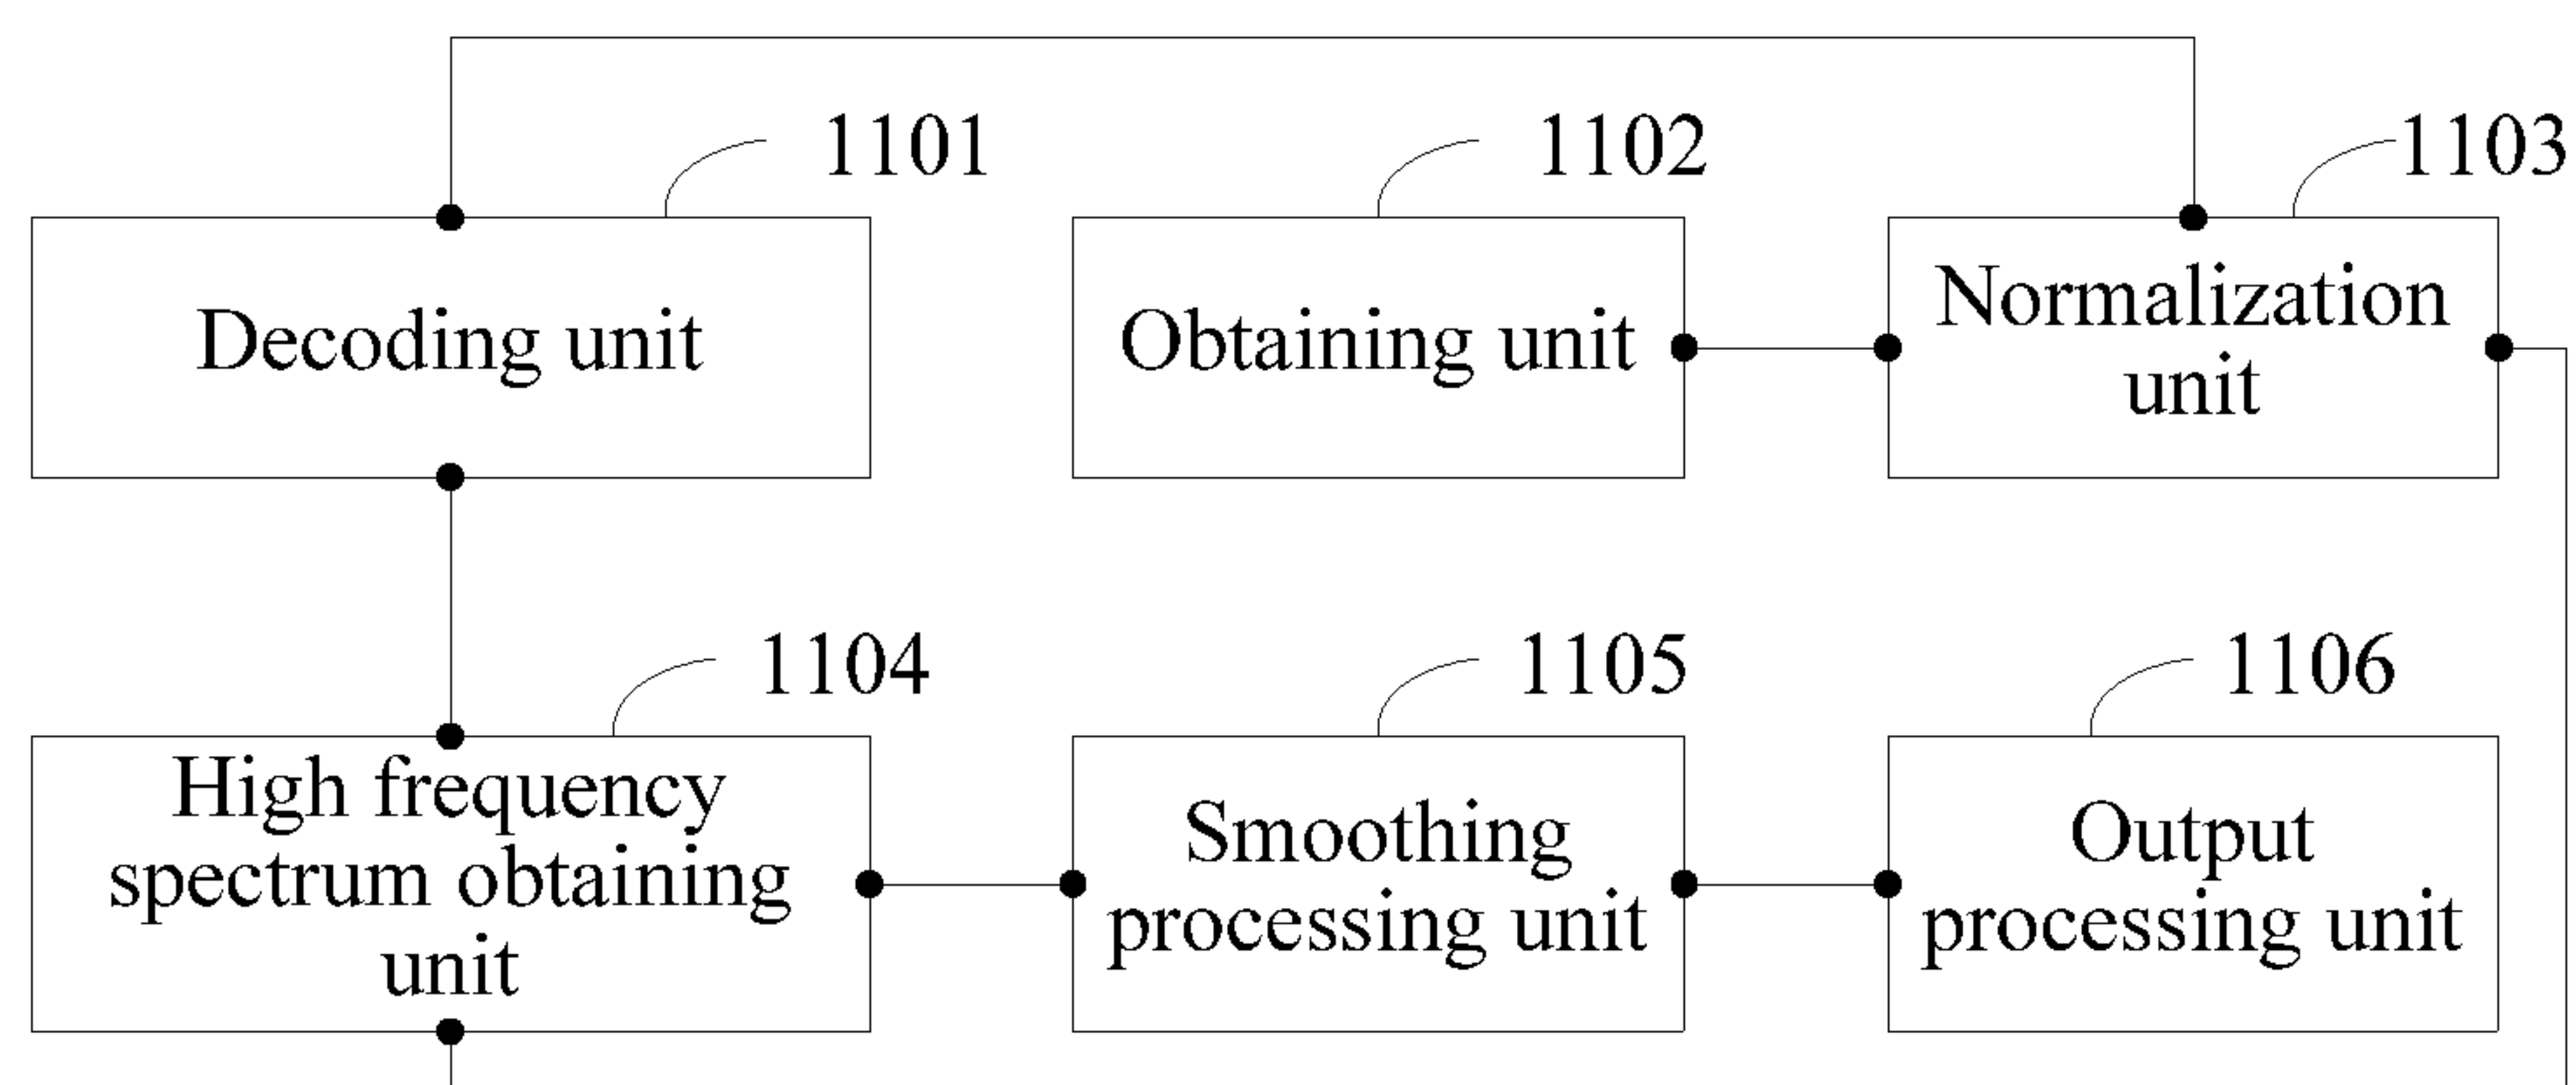 1101
1102
1103
Decoding unit
Obtaining unit
Normalization
unit
1104
1105
1106
High frequency
spectrum obtaining
unit
Smoothing
processing unit
Output
processing unit